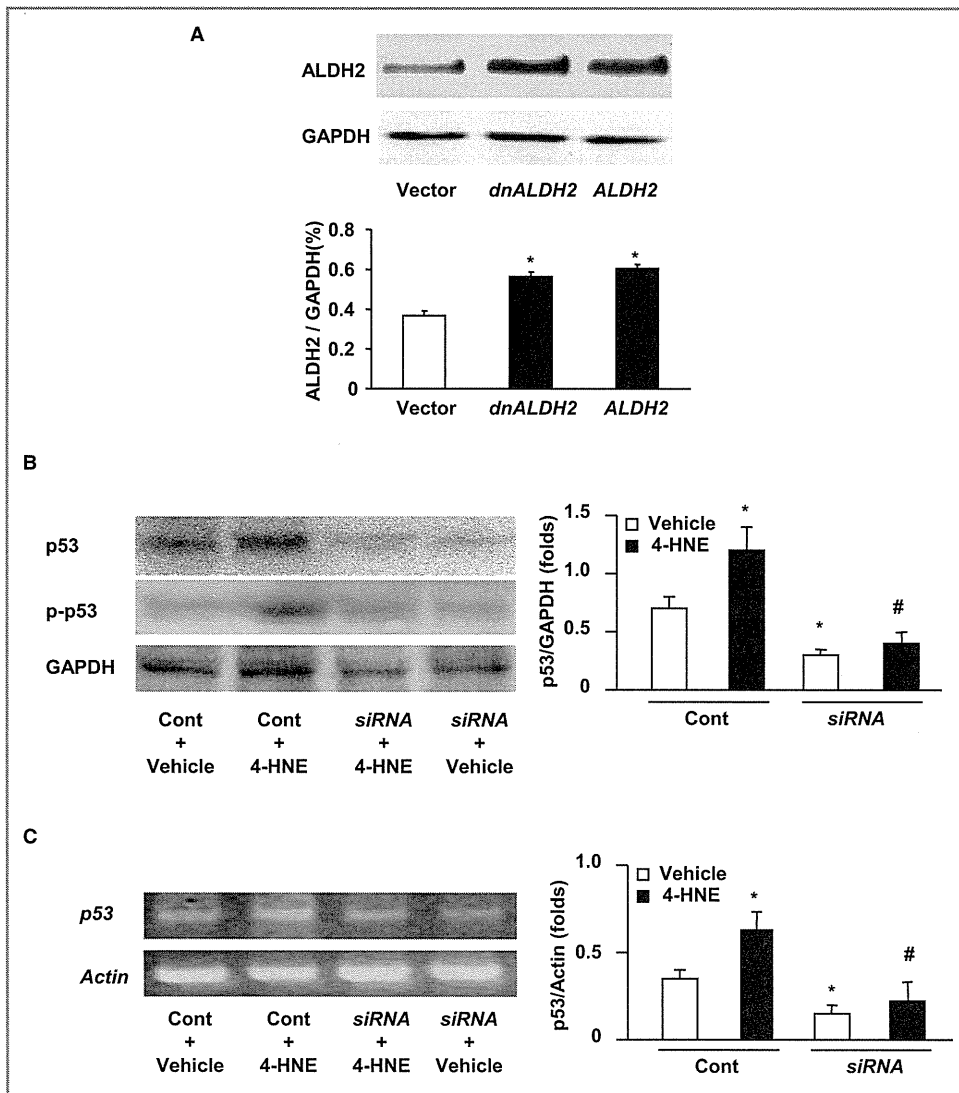 A
ALDH2
GAPDH
Vector dnALDH2 ALDH2
ALDH2 / GAPDH(%)
0.8
0.6
0.4
0.2
0
* *
Vector dnALDH2 ALDH2
B
p53
p-p53
GAPDH
Cont Cont siRNA siRNA
+ + + +
Vehicle 4-HNE 4-HNE Vehicle
p53/GAPDH (folds)
1.5
1.0
0.5
0
Vehicle
4-HNE
*
*
#
Cont siRNA
C
p53
Actin
Cont Cont siRNA siRNA
+ + + +
Vehicle 4-HNE 4-HNE Vehicle
p53/Actin (folds)
1.0
0.5
0
Vehicle
4-HNE
*
*
#
Cont siRNA